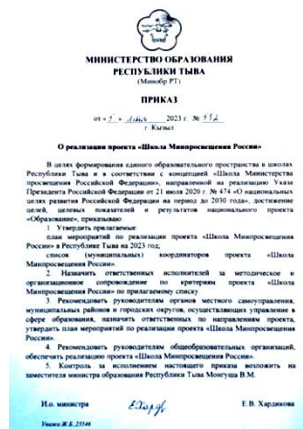 МИНИСТЕРСТВО ОБРАЗОВАНИЯ
РЕСПУБЛИКИ ТЫВА
(Минобр РТ)
ПРИКАЗ
от « 5 » мая 2023 г. №
г. Кызыл
О реализации проекта «Школа Минпросвещения России»
В целях формирования единого образовательного пространства в школах
Республики Тыва и в соответствии с концепцией «Школа Министерства
просвещения Российской Федерации», направленной на реализацию Указа
Президента Российской Федерации от 21 июля 2020 г. № 474 «О национальных
целях развития Российской Федерации на период до 2030 года», достижение
целей, целевых показателей и результатов национального проекта
«Образование», приказываю
1 Утвердить прилагаемые
план мероприятий по реализации проекта «Школа Минпросвещения
России» в Республике Тыва на 2023 год;
список (муниципальных) координаторов проекта «Школа
Минпросвещения России».
2. Назначить ответственных исполнителей за методическое и
организационное сопровождение по критериям проекта «Школа
Минпросвещения России» по прилагаемому списку.
3. Рекомендовать руководителям органов местного самоуправления,
муниципальных районов и городских округов, осуществляющих управление в
сфере образования, назначить ответственных по направлениям проекта,
утвердить план мероприятий по реализации проекта «Школа Минпросвещения
России».
4. Рекомендовать руководителям общеобразовательных организаций,
обеспечить реализацию проекта «Школа Минпросвещения России».
5. Контроль за исполнением настоящего приказа возложить на
заместителя министра образования Республики Тыва Монгуша В.М.
И.о. министра Е.В. Хардикова
Уважа Ж.Б. 23546